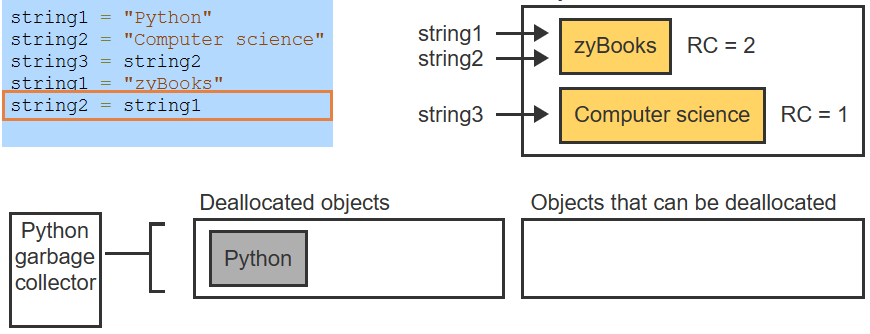 string1 = "Python"
string2 = "Computer science"
string3 = string2
string1 = "zyBooks"
string2 = string1
string1
string2
zyBooks
RC = 2
string3
Computer science
RC = 1
Deallocated objects
Objects that can be deallocated
Python
garbage
collector
Python